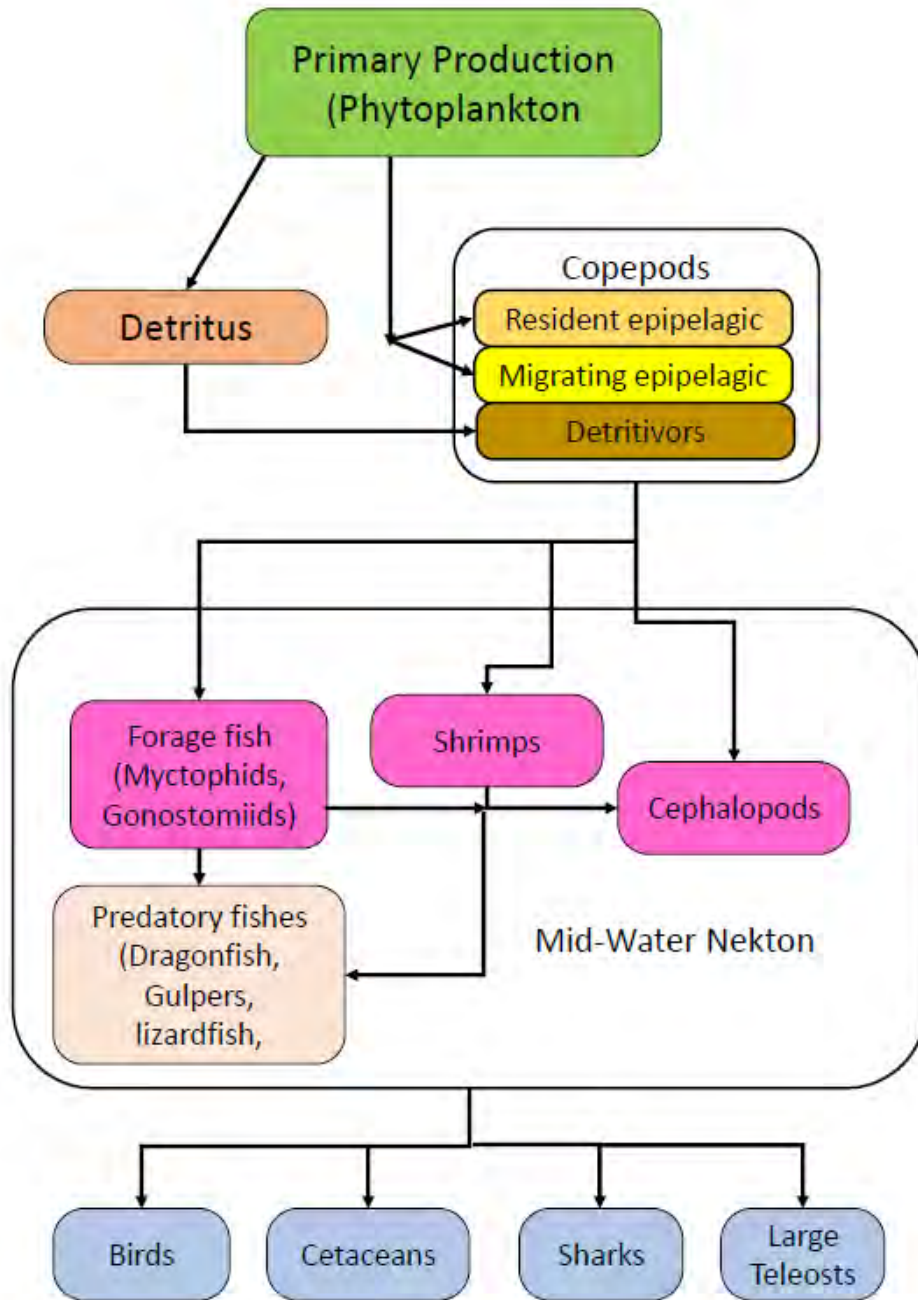 Primary Production
(Phytoplankton
Copepods
Resident epipelagic
Detritus
Migrating epipelagic
Detritivors
Forage fish
(Myctophids,
Gonostomiids)
Shrimps
Cephalopods
Predatory fishes
(Dragonfish,
Gulpers,
lizardfish,
Mid-Water Nekton
Birds
Cetaceans
Sharks
Large
Teleosts